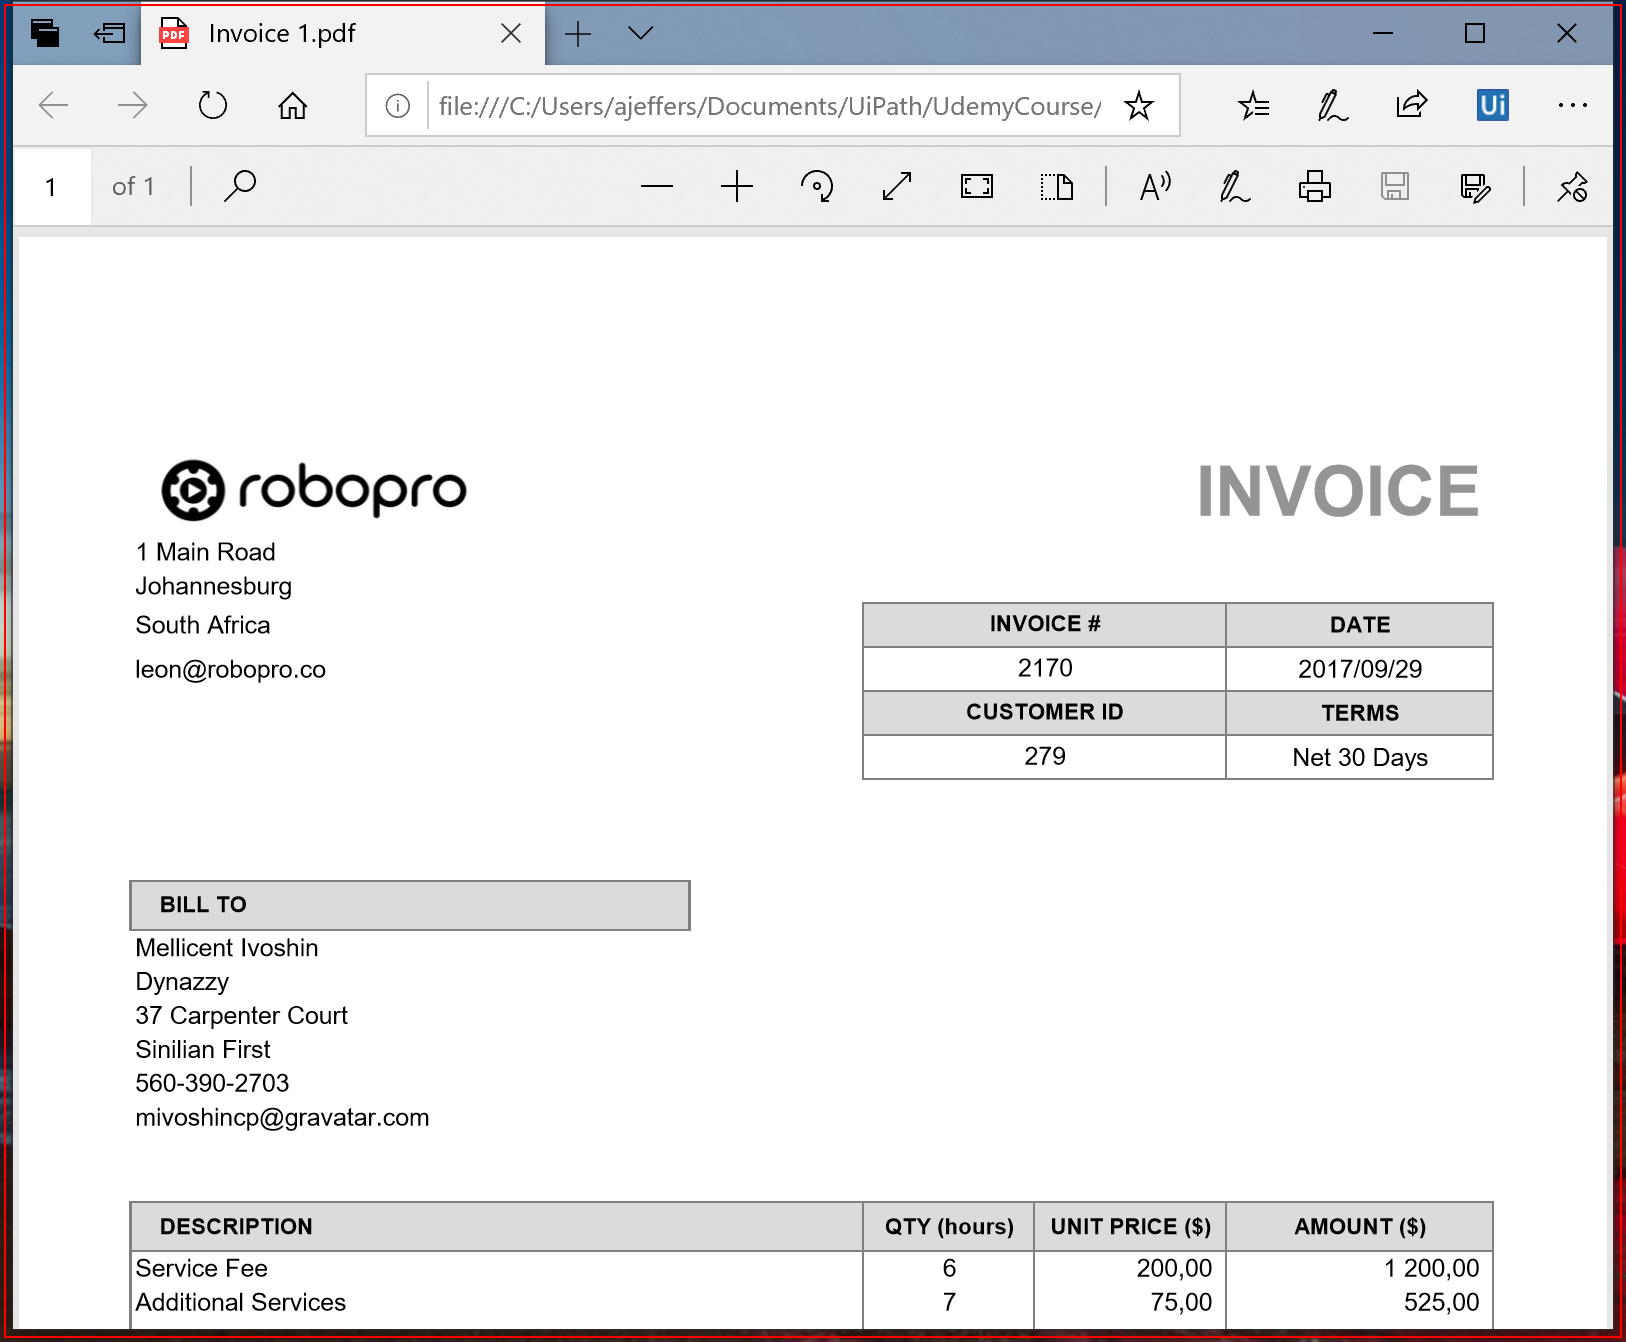 Invoice 1.pdf
file:///C:/Users/ajeffers/Documents/UiPath/UdemyCourse/
Ui
1 of 1
robopro
INVOICE
1 Main Road
Johannesburg
South Africa
leon@robopro.co
INVOICE # DATE
2170 2017/09/29
CUSTOMER ID TERMS
279 Net 30 Days
BILL TO
Mellicent Ivoshin
Dynazzy
37 Carpenter Court
Sinilian First
560-390-2703
mivoshincp@gravatar.com
DESCRIPTION QTY (hours) UNIT PRICE ($) AMOUNT ($)
Service Fee 6 200,00 1 200,00
Additional Services 7 75,00 525,00